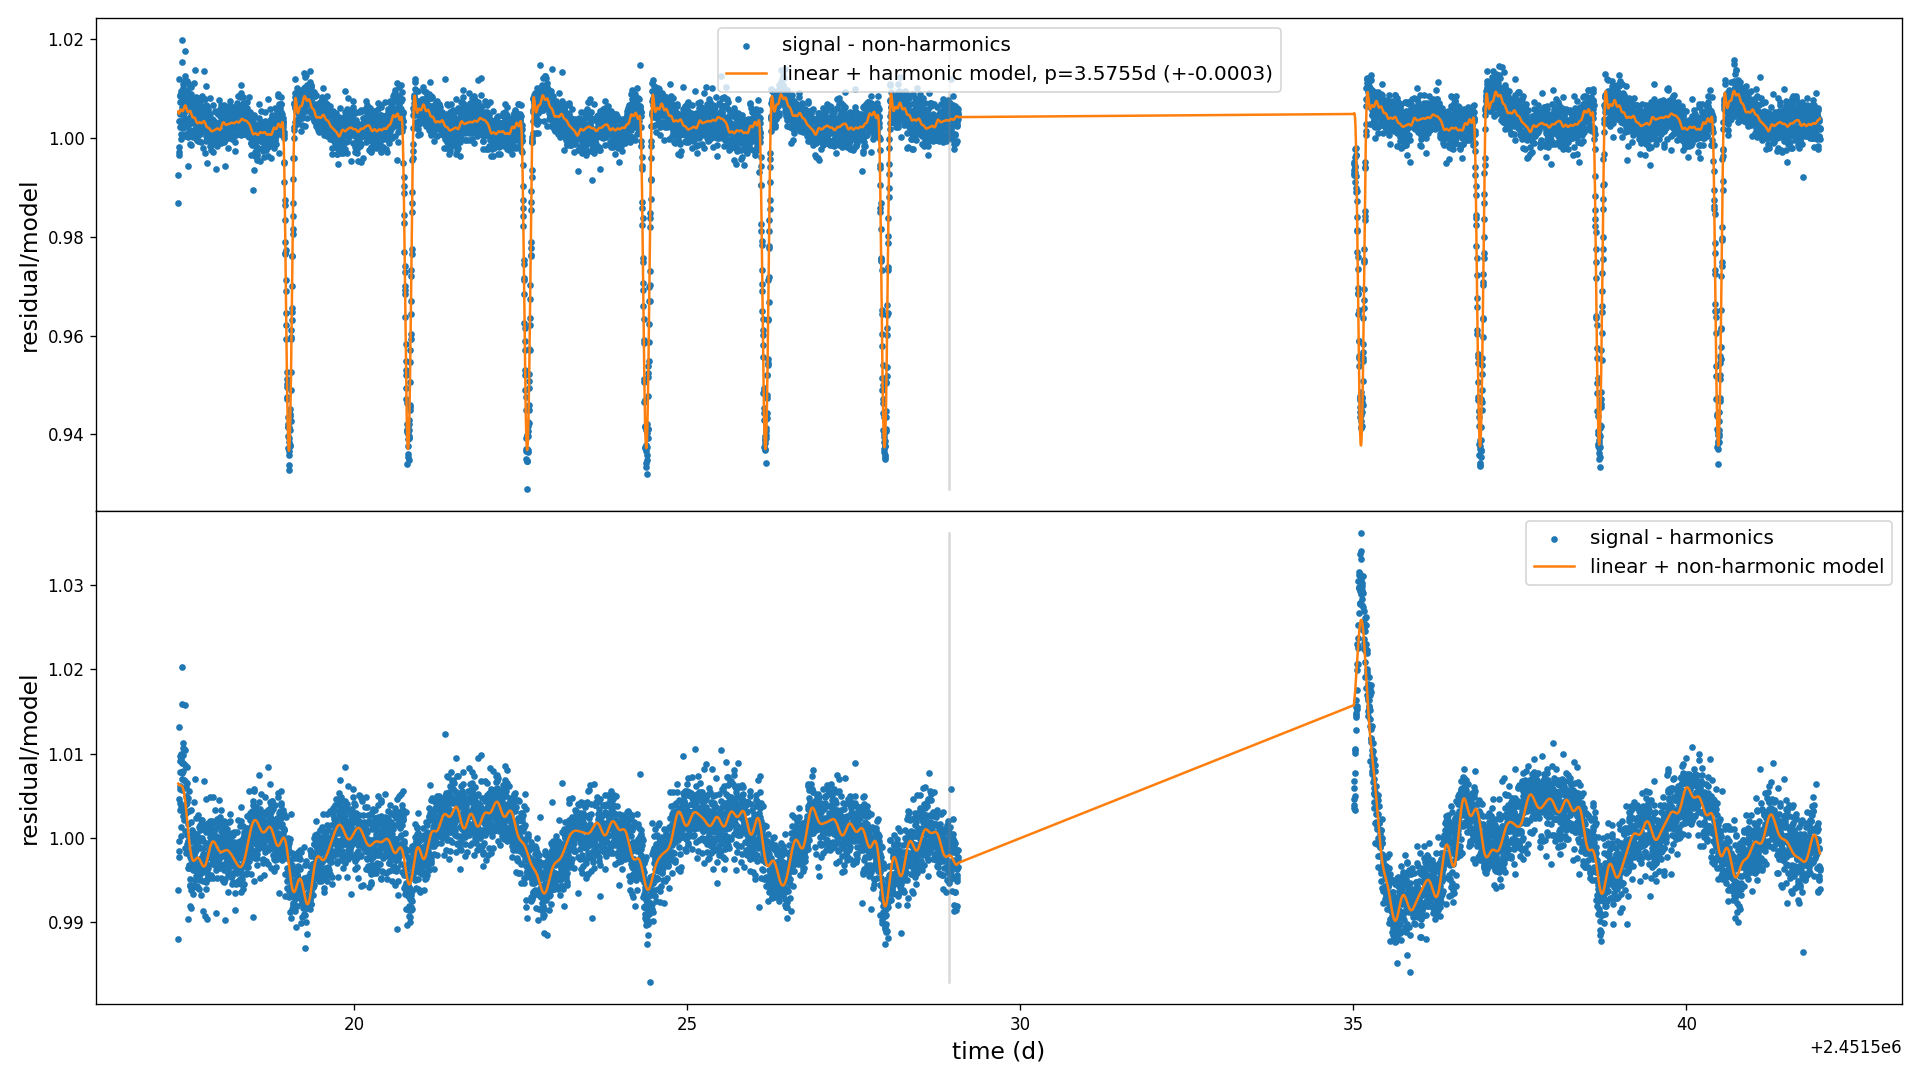 signal - non-harmonics
linear + harmonic model, p=3.5755d (+-0.0003)
1.02
1.00
0.98
0.96
0.94
residual/model
signal - harmonics
linear + non-harmonic model
1.03
1.02
1.01
1.00
0.99
residual/model
20
25
30
35
40
time (d)
+2.4515e6